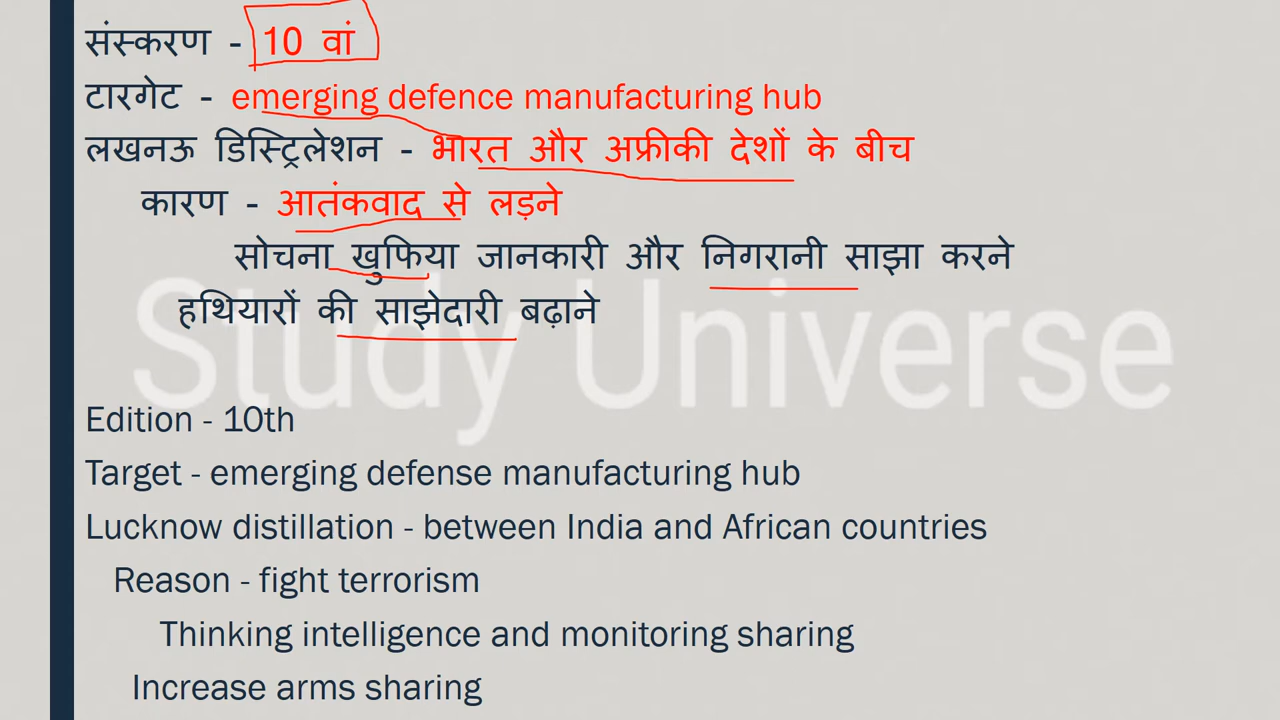 संस्करण - 10 वां
टारगेट - emerging defence manufacturing hub
लखनऊ डिस्ट्रिलेशन - भारत और अफ्रीकी देशों के बीच
कारण - आतंकवाद से लड़ने
सोचना खुफिया जानकारी और निगरानी साझा करने
हथियारों की साझेदारी बढ़ाने
Study Universe
Edition - 10th
Target - emerging defense manufacturing hub
Lucknow distillation - between India and African countries
Reason - fight terrorism
Thinking intelligence and monitoring sharing
Increase arms sharing